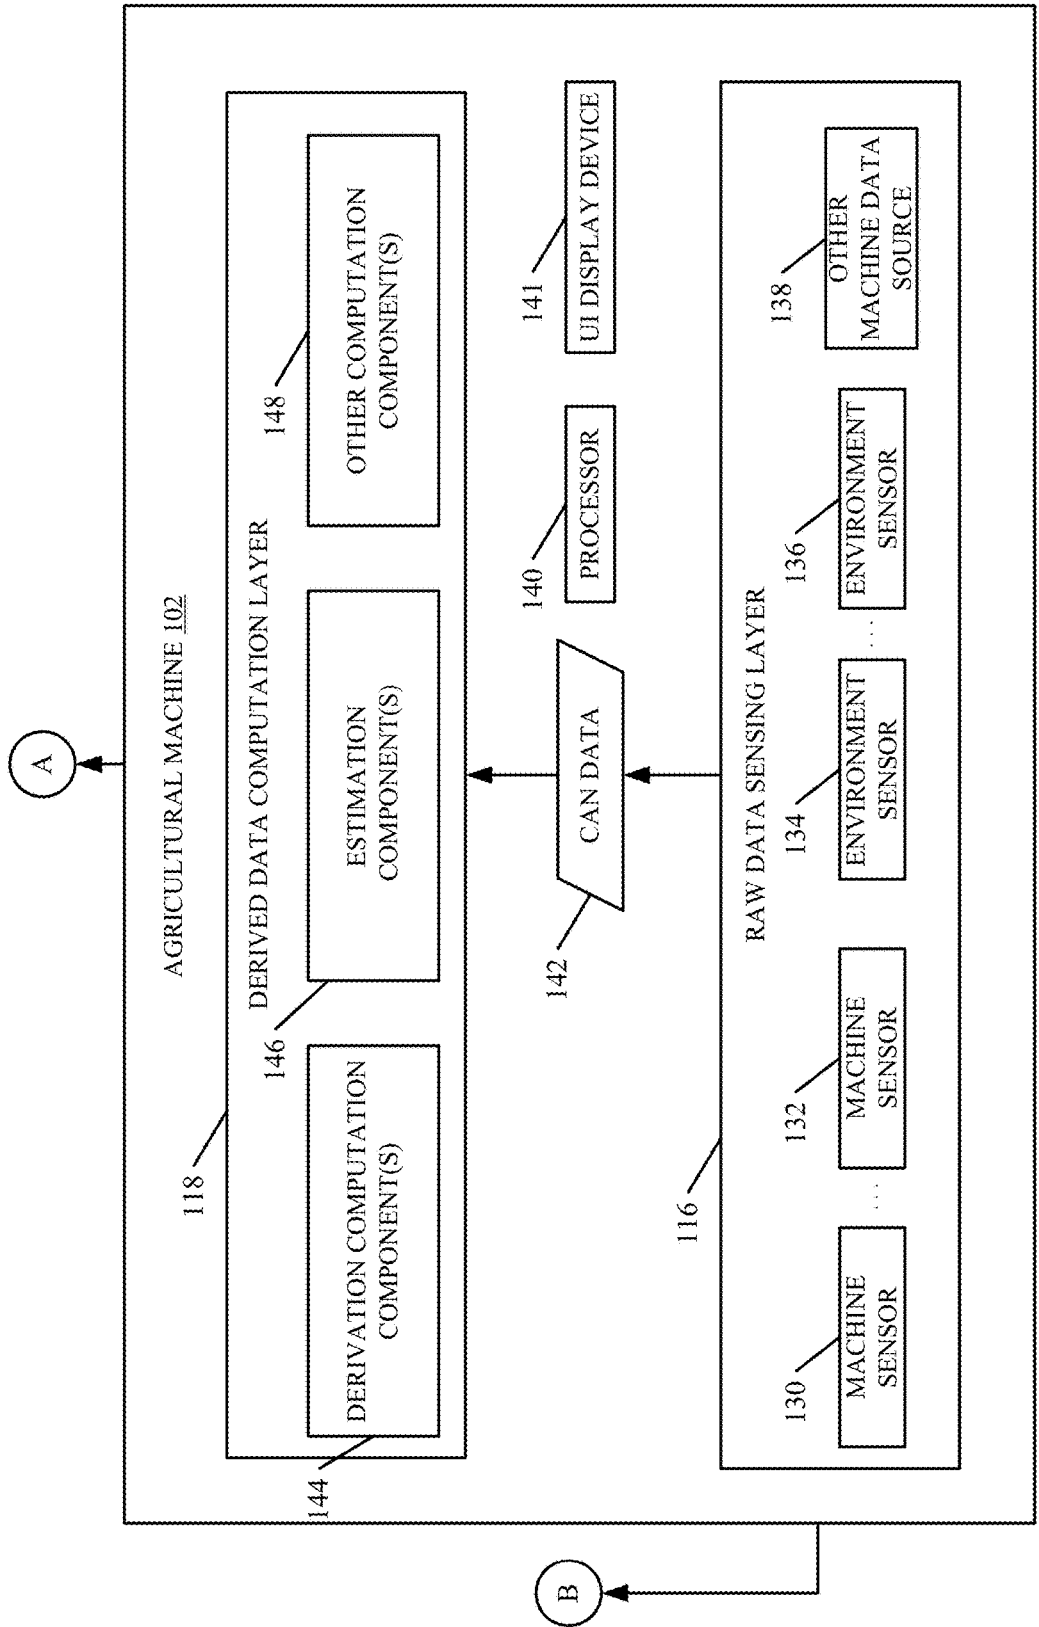 A
AGRICULTURAL MACHINE 102
118
DERIVED DATA COMPUTATION LAYER
144
DERIVATION COMPUTATION
COMPONENT(S)
146
ESTIMATION
COMPONENT(S)
148
OTHER COMPUTATION
COMPONENT(S)
142
CAN DATA
140
PROCESSOR
141
UI DISPLAY DEVICE
B
116
RAW DATA SENSING LAYER
130
MACHINE
SENSOR
...
132
MACHINE
SENSOR
134
ENVIRONMENT
SENSOR
...
136
ENVIRONMENT
SENSOR
138
OTHER
MACHINE DATA
SOURCE